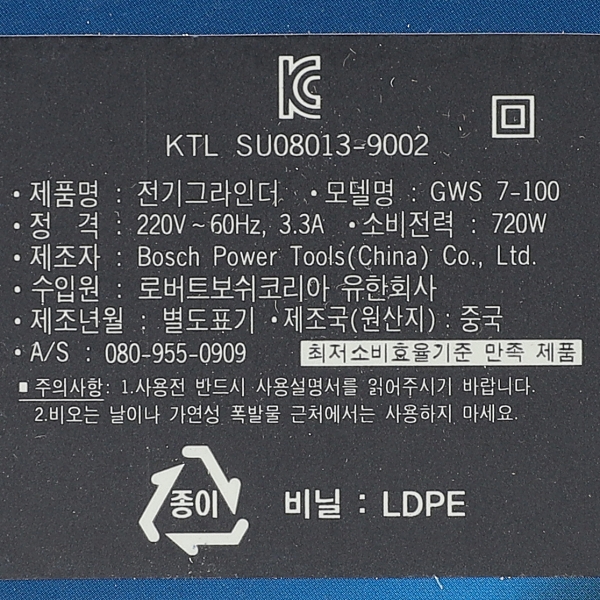 KC
KTL SU08013-9002
• 제품명 : 전기그라인더 • 모델명 : GWS 7-100
• 정 격 : 220V ~ 60Hz, 3.3A • 소비전력 : 720W
• 제조자 : Bosch Power Tools(China) Co., Ltd.
• 수입원 : 로버트보쉬코리아 유한회사
• 제조년월 : 별도표기 • 제조국(원산지) : 중국
• A/S : 080-955-0909 최저소비효율기준 만족 제품
■ 주의사항: 1.사용전 반드시 사용설명서를 읽어주시기 바랍니다.
2.비오는 날이나 가연성 폭발물 근처에서는 사용하지 마세요.
종이 비닐 : LDPE